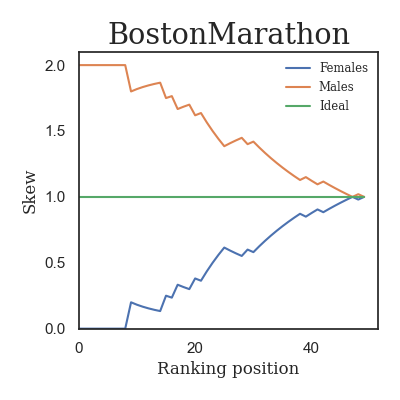 BostonMarathon
2.0
1.5
1.0
0.5
0.0
Skew
Females
Males
Ideal
0 20 40
Ranking position